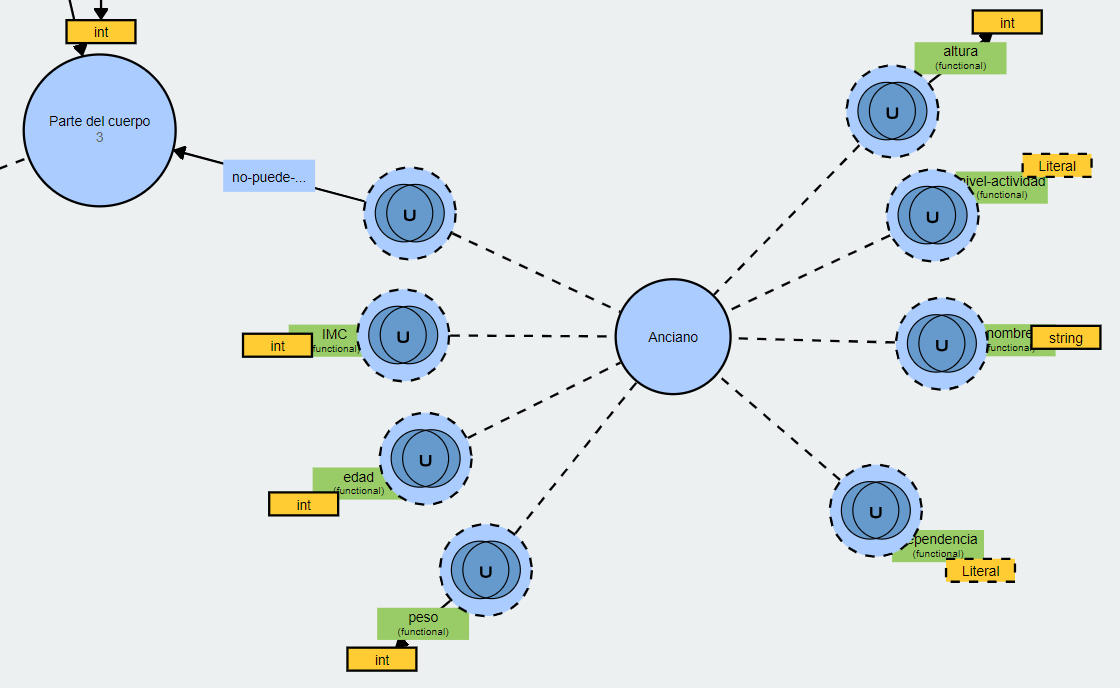 int
Parte del cuerpo
3
no-puede-...
int
altura
(functional)
Literal
nivel-actividad
(functional)
IMC
(functional)
int
Anciano
nombre
(functional)
string
edad
(functional)
int
dependencia
(functional)
Literal
peso
(functional)
int
U
U
U
U
U
U
U
U